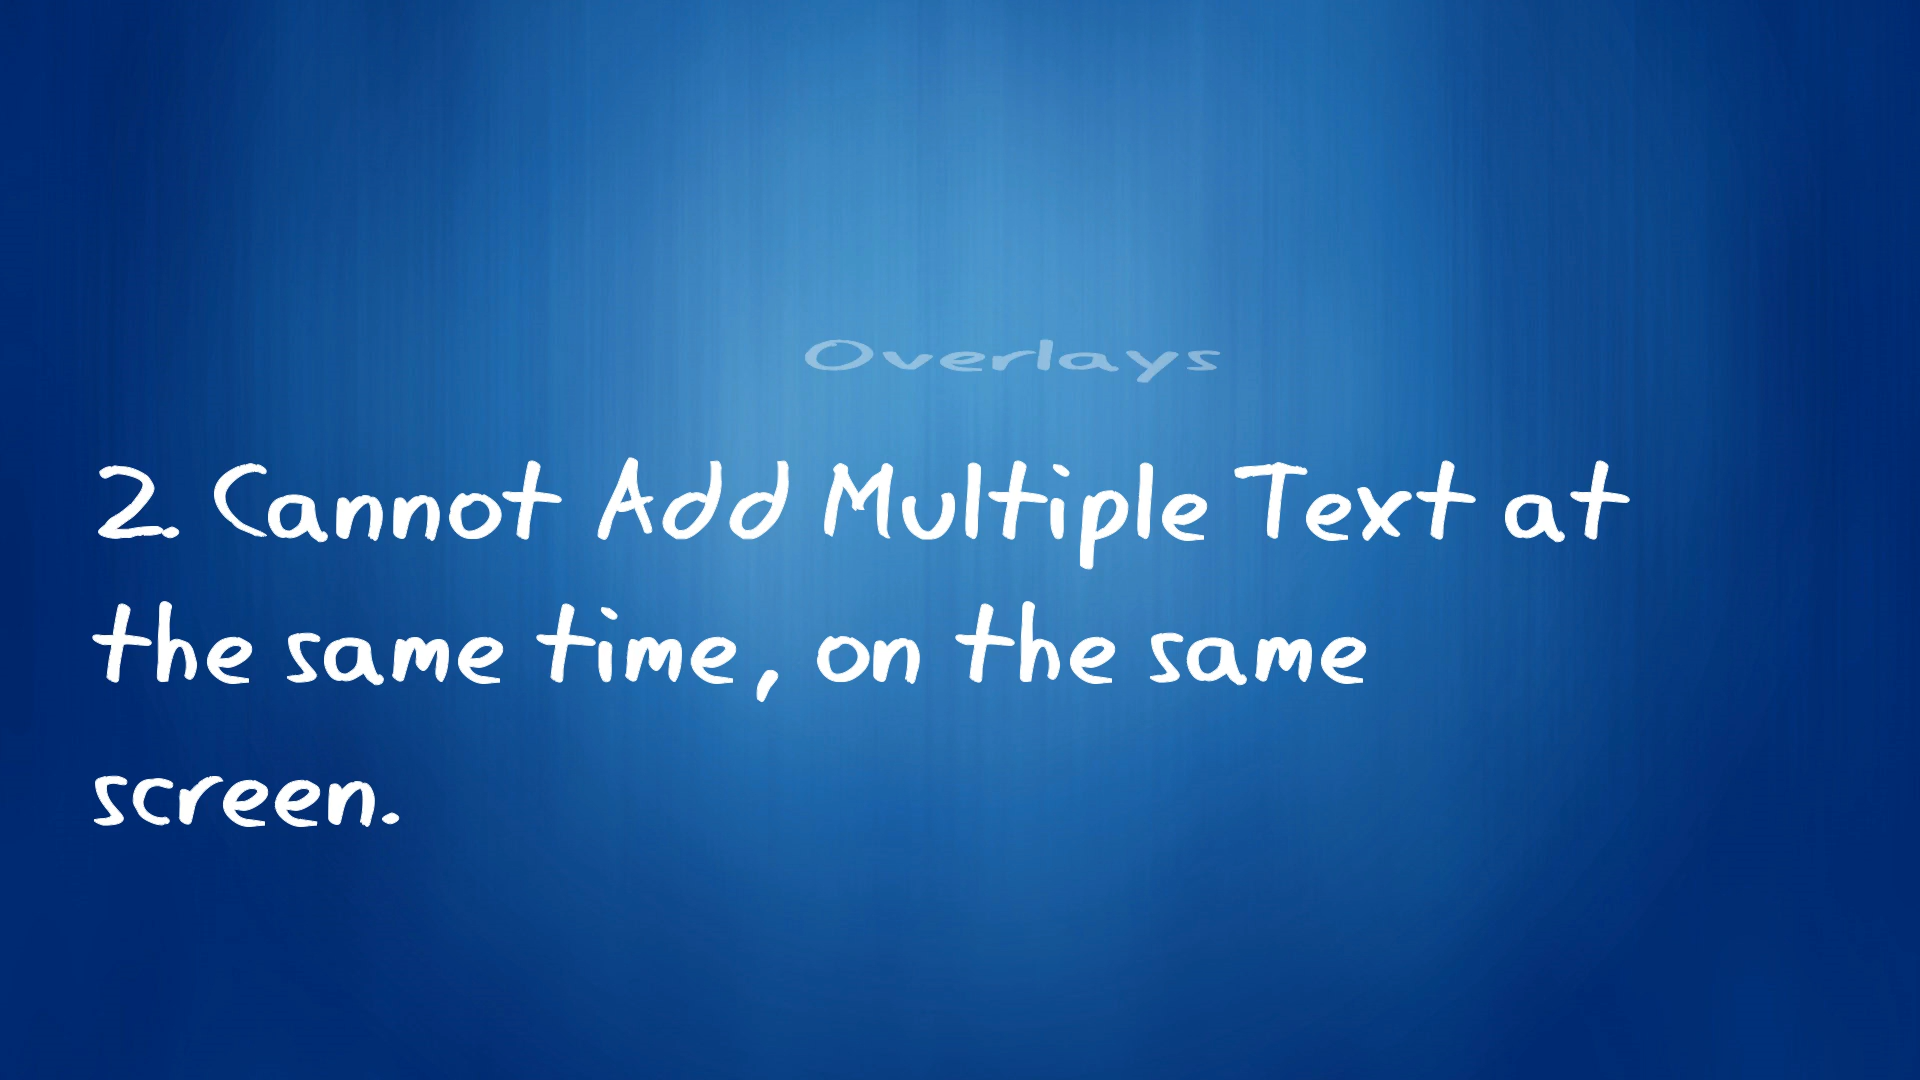 Overlays
2. Cannot Add Multiple Text at
the same time, on the same
screen.